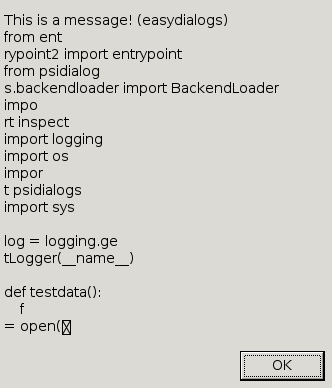 This is a message! (easydialogs)
from ent
rypoint2 import entrypoint
from psidialog
s.backendloader import BackendLoader
impo
rt inspect
import logging
import os
impor
t psidialogs
import sys

log = logging.ge
tLogger(__name__)

def testdata():
    f
= open(
OK